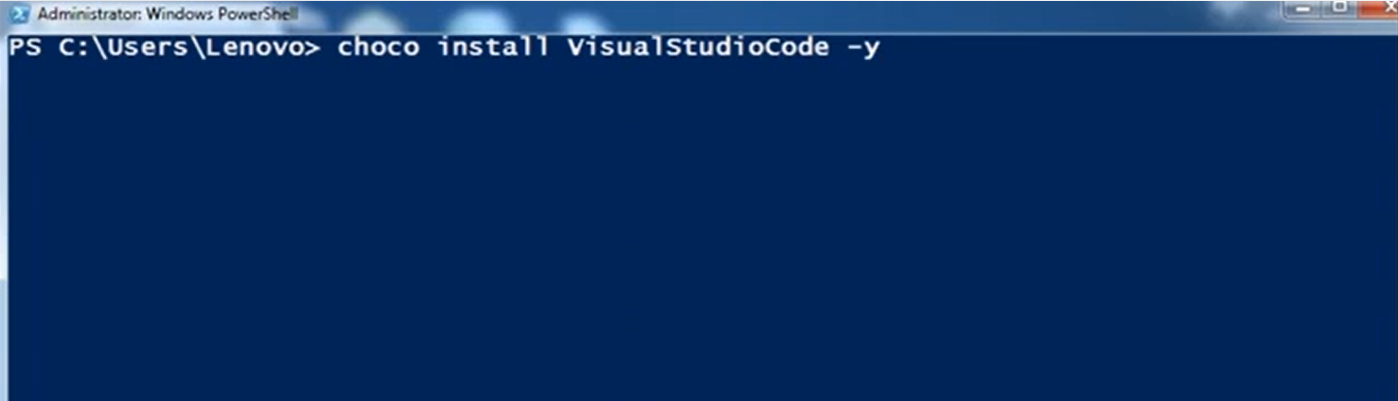 Administrator: Windows PowerShell
PS C:\Users\Lenovo> choco install VisualStudioCode -y